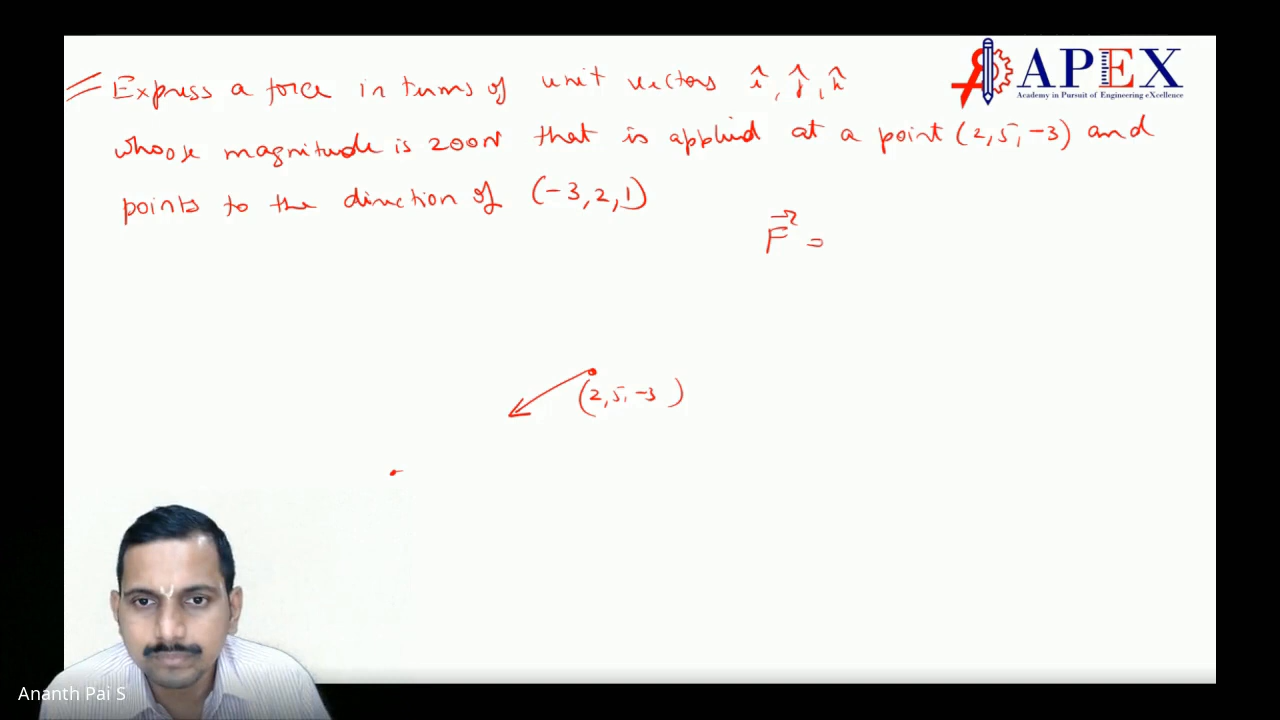 APEX
Academy in Pursuit of Engineering eXcellence
Express a force in terms of unit vectors î, ĵ, k̂
whose magnitude is 200N that is applied at a point (2,5,-3) and
points to the direction of (-3,2,1)
F⃗ =
(2,5,-3)
Ananth Pai S